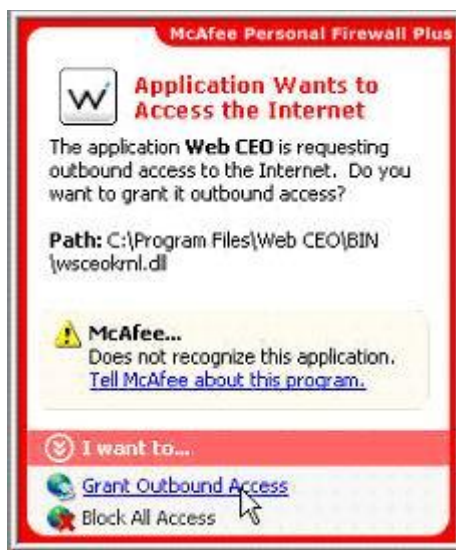 McAfee Personal Firewall Plus
W
Application Wants to
Access the Internet
The application Web CEO is requesting
outbound access to the Internet. Do you
want to grant it outbound access?
Path: C:\Program Files\Web CEO\BIN
\wsceokrnl.dll
McAfee...
Does not recognize this application.
Tell McAfee about this program.
I want to...
Grant Outbound Access
Block All Access